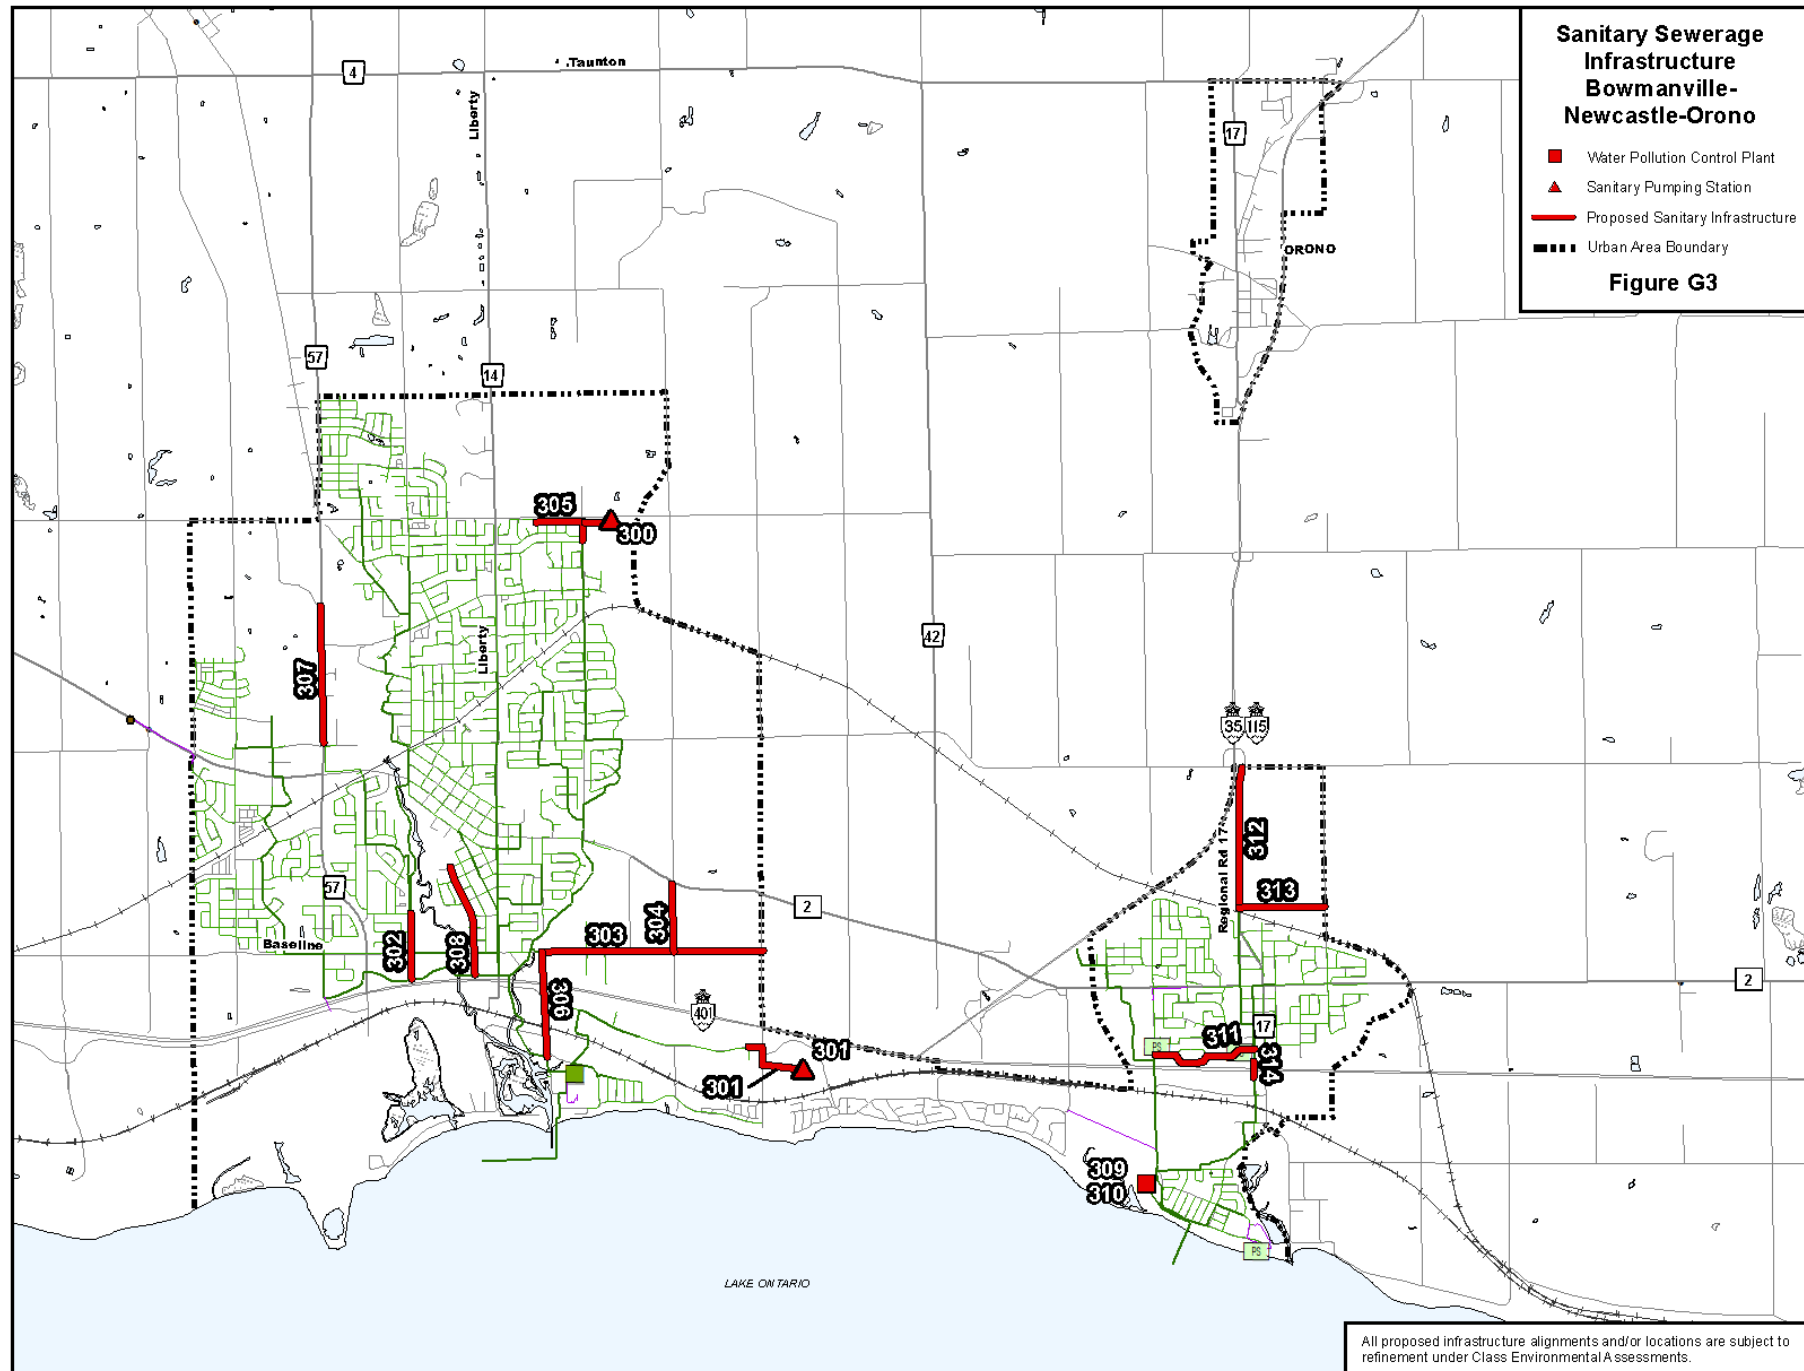 Sanitary Sewerage
Infrastructure
Bowmanville-
Newcastle-Orono
Water Pollution Control Plant
Sanitary Pumping Station
Proposed Sanitary Infrastructure
Urban Area Boundary
Figure G3
Taunton
4
Liberty
17
ORONO
57
14
305
300
Liberty
42
307
35
115
Regional Rd 17
312
313
57
2
Baseline
302
308
303
304
306
401
2
17
311
314
PS
301
301
309
310
PS
LAKE ONTARIO
All proposed infrastructure alignments and/or locations are subject to
refinement under Class Environmental Assessments.